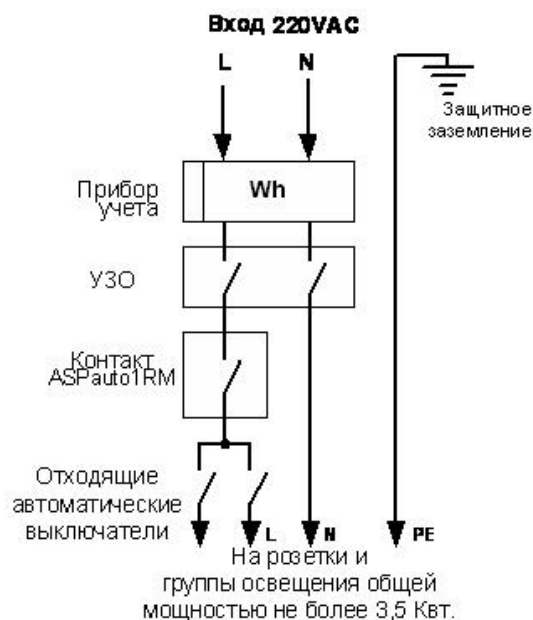 Вход 220VAC
L
N
Защитное
заземление
Прибор
учета
Wh
УЗО
Контакт
ASPauto1RM
Отходящие
автоматические
выключатели
L
N
PE
На розетки и
группы освещения общей
мощностью не более 3,5 Квт.